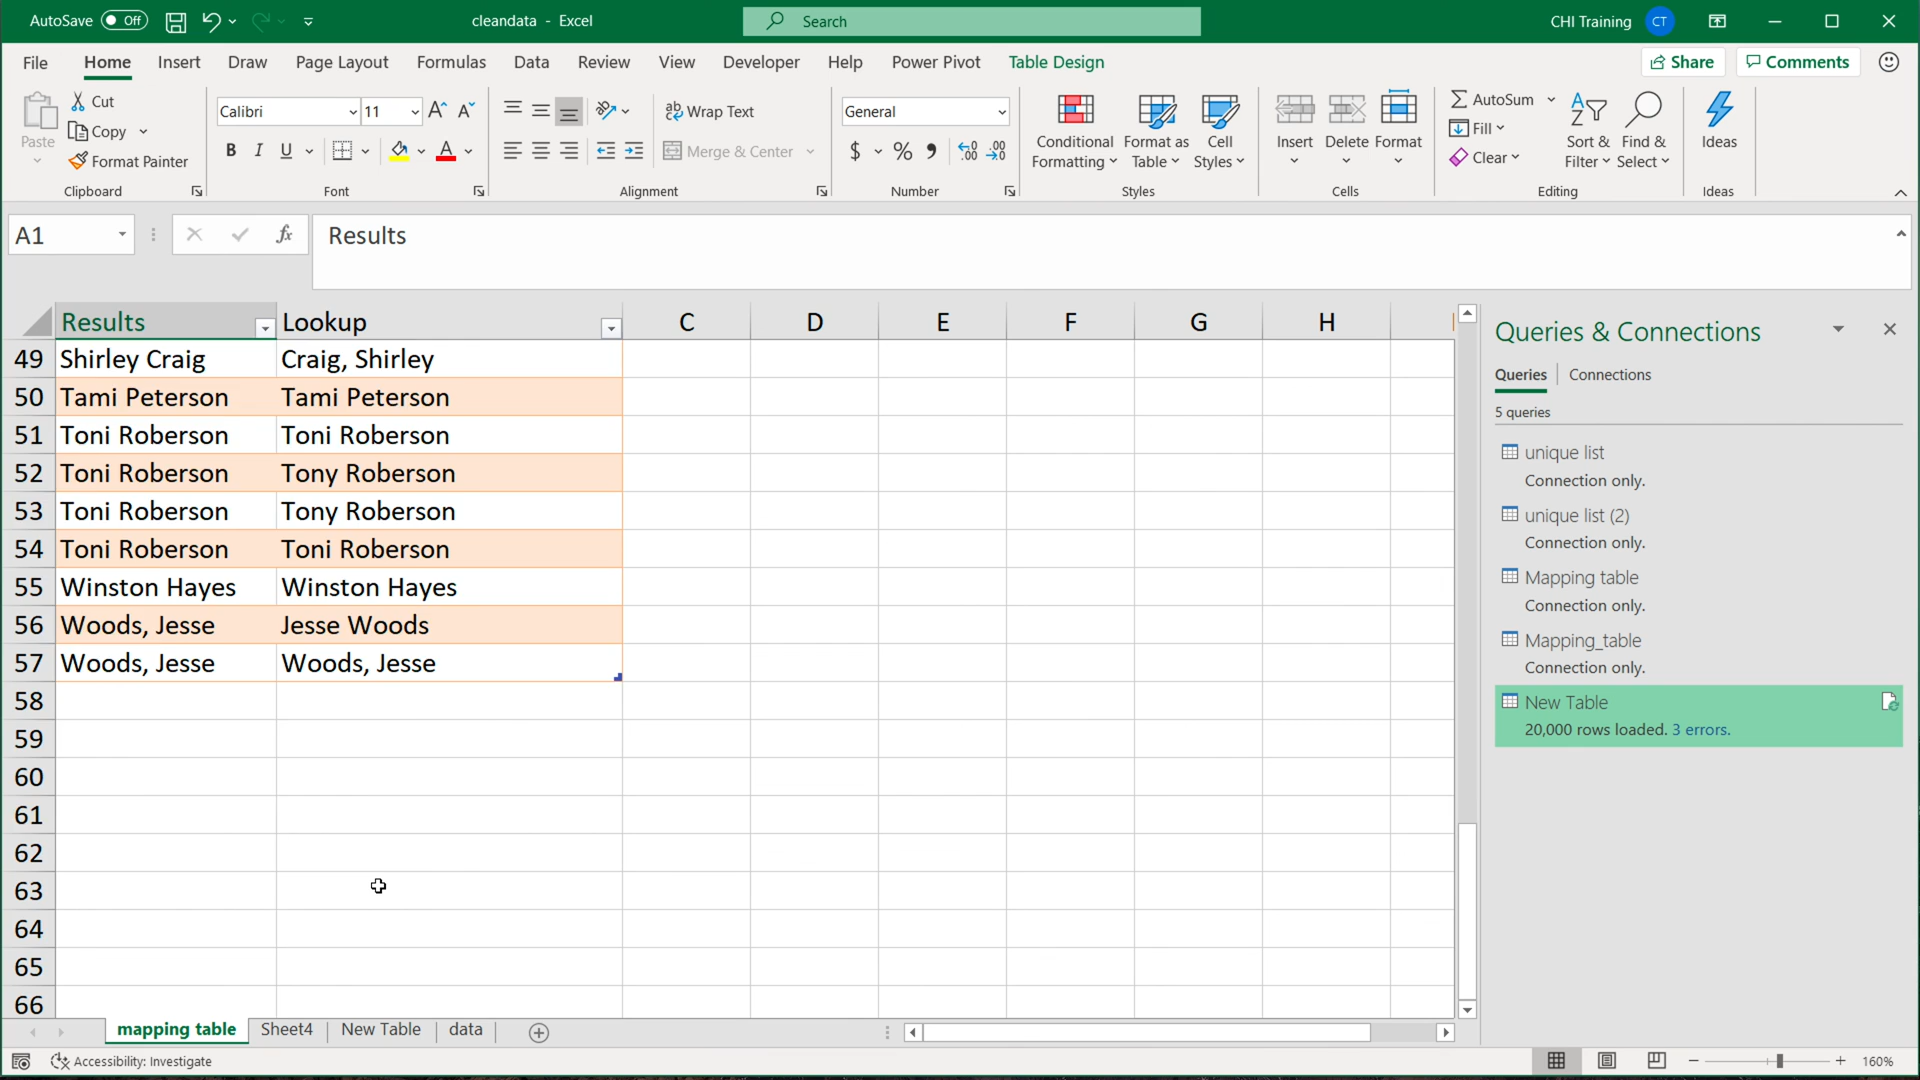 AutoSave Off cleandata - Excel Search CHI Training CT
File Home Insert Draw Page Layout Formulas Data Review View Developer Help Power Pivot Table Design Share Comments
Paste
Cut
Copy
Format Painter
Clipboard
Calibri 11
B I U A
Font
ab Wrap Text
Merge & Center
Alignment
General
$ % ,
Number
Conditional Formatting
Format as Table
Cell Styles
Styles
Insert Delete Format
Cells
AutoSum
Fill
Clear
Sort & Filter
Find & Select
Editing
Ideas
Ideas
A1 fx Results
Results Lookup C D E F G H
49 Shirley Craig Craig, Shirley
50 Tami Peterson Tami Peterson
51 Toni Roberson Toni Roberson
52 Toni Roberson Tony Roberson
53 Toni Roberson Tony Roberson
54 Toni Roberson Toni Roberson
55 Winston Hayes Winston Hayes
56 Woods, Jesse Jesse Woods
57 Woods, Jesse Woods, Jesse
58
59
60
61
62
63
64
65
66
Queries & Connections
Queries Connections
5 queries
unique list
Connection only.
unique list (2)
Connection only.
Mapping table
Connection only.
Mapping_table
Connection only.
New Table
20,000 rows loaded. 3 errors.
mapping table Sheet4 New Table data
Accessibility: Investigate 160%